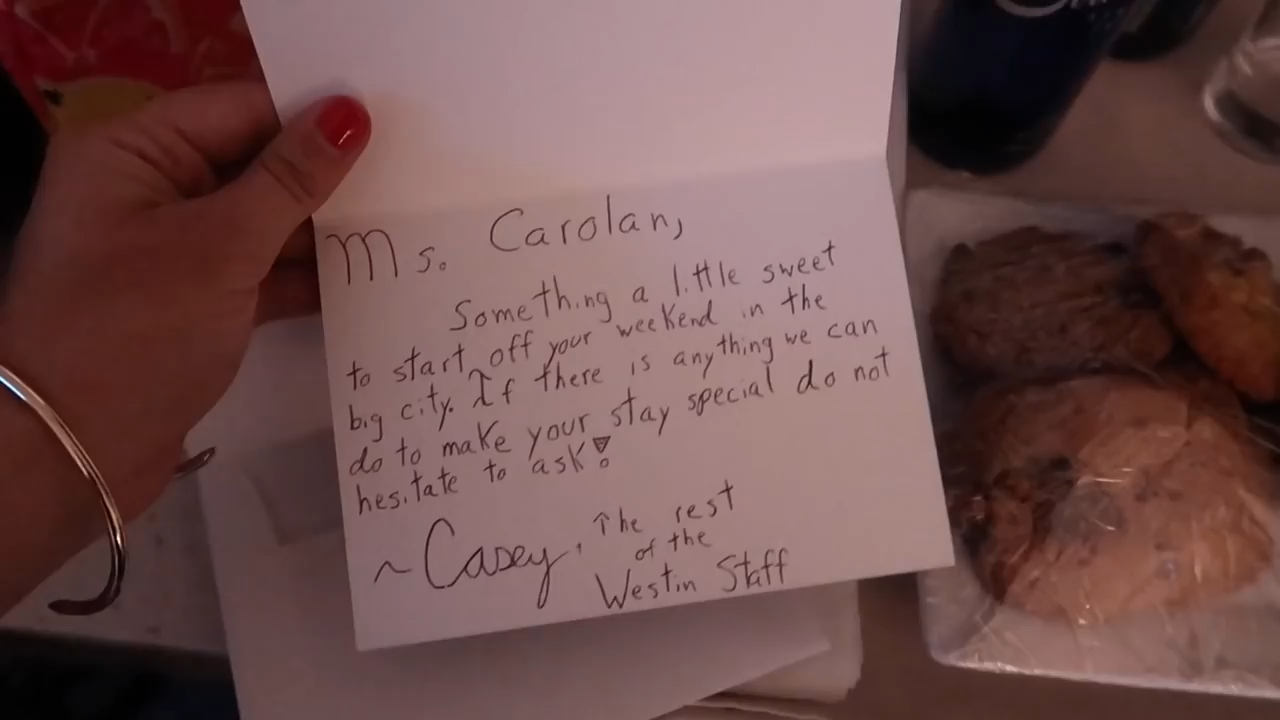 Ms. Carolan,
Something a little sweet
to start off your weekend in the
big city. If there is anything we can
do to make your stay special do not
hesitate to ask!
~ Casey, The rest
of the
Westin Staff